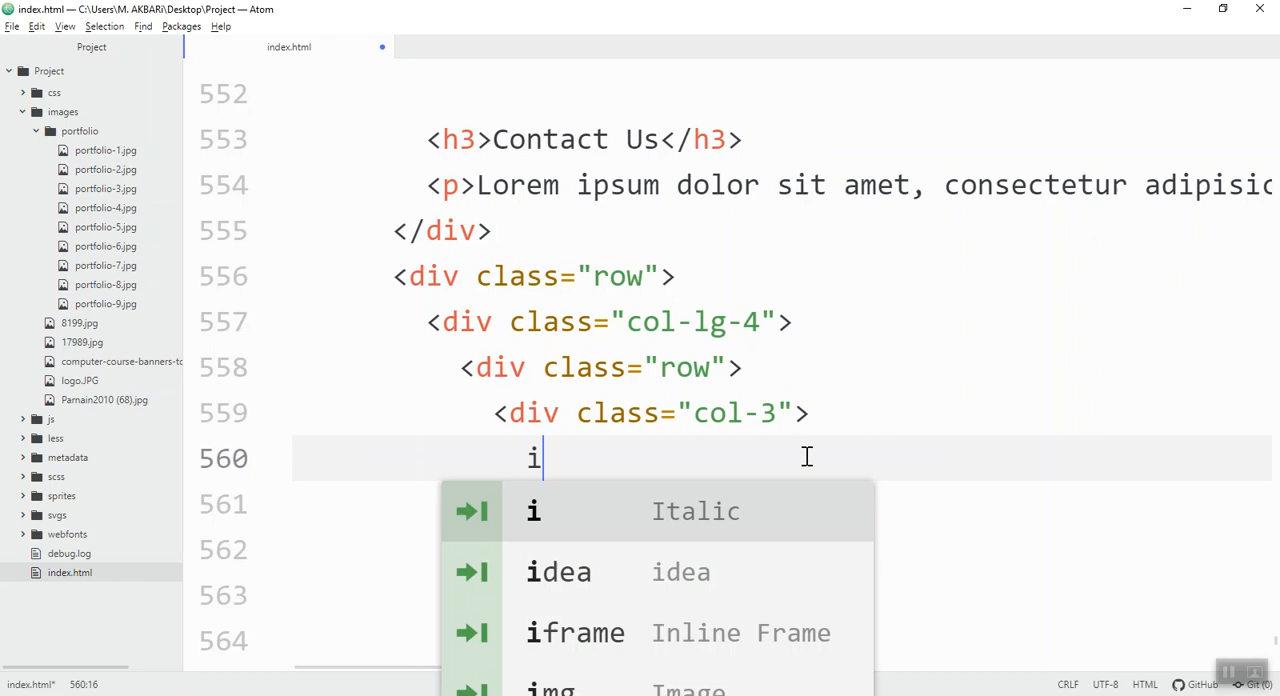 index.html — C:\Users\M. AKBARi\Desktop\Project — Atom
File Edit View Selection Find Packages Help
Project
index.html
Project
css
images
portfolio
portfolio-1.jpg
portfolio-2.jpg
portfolio-3.jpg
portfolio-4.jpg
portfolio-5.jpg
portfolio-6.jpg
portfolio-7.jpg
portfolio-8.jpg
portfolio-9.jpg
8199.jpg
17989.jpg
computer-course-banners-tc
logo.JPG
Parnain2010 (68).jpg
js
less
metadata
scss
sprites
svgs
webfonts
debug.log
index.html
552
553 <h3>Contact Us</h3>
554 <p>Lorem ipsum dolor sit amet, consectetur adipisic
555 </div>
556 <div class="row">
557 <div class="col-lg-4">
558 <div class="row">
559 <div class="col-3">
560 i
561
562
563
564
i Italic
idea idea
iframe Inline Frame
img Image
index.html* 560:16
CRLF UTF-8 HTML GitHub Git (0)